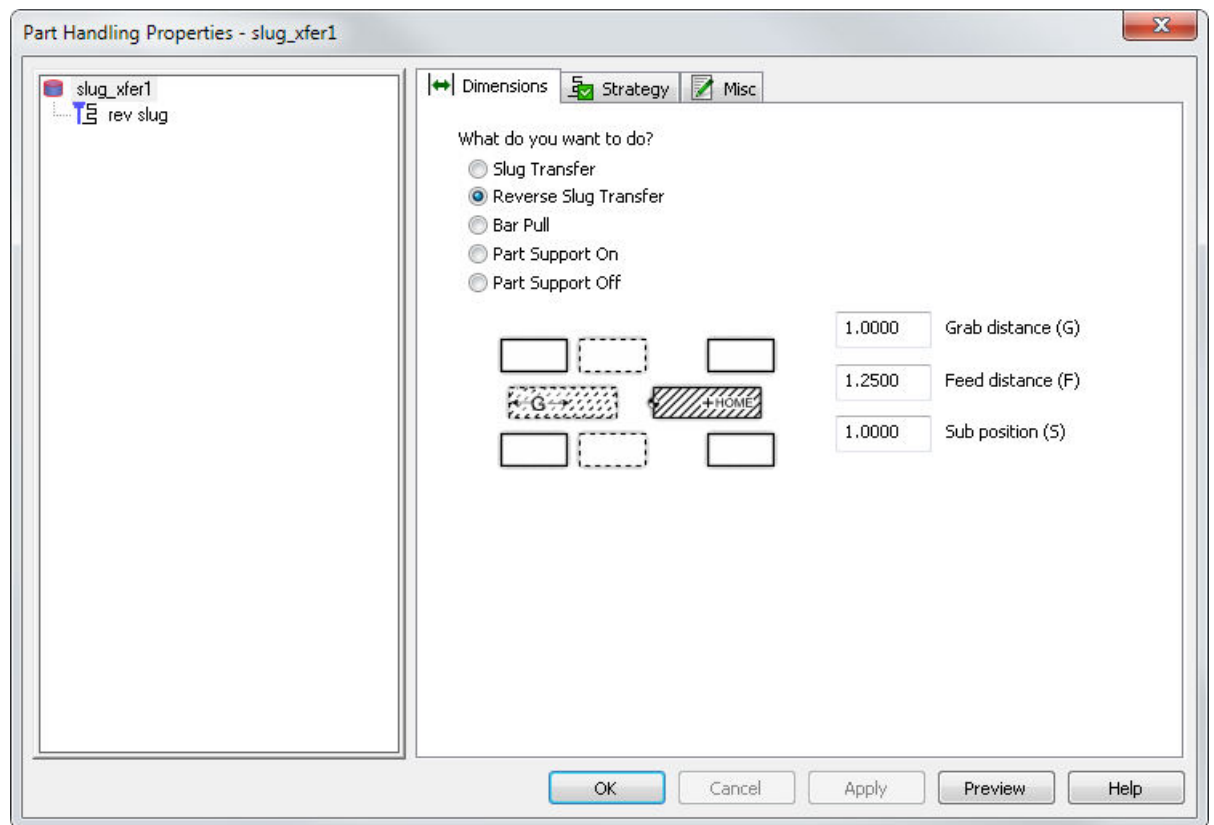 Part Handling Properties - slug_xfer1
slug_xfer1
rev slug
Dimensions Strategy Misc
What do you want to do?
Slug Transfer
Reverse Slug Transfer
Bar Pull
Part Support On
Part Support Off
1.0000 Grab distance (G)
1.2500 Feed distance (F)
G +HOME
1.0000 Sub position (S)
OK Cancel Apply Preview Help